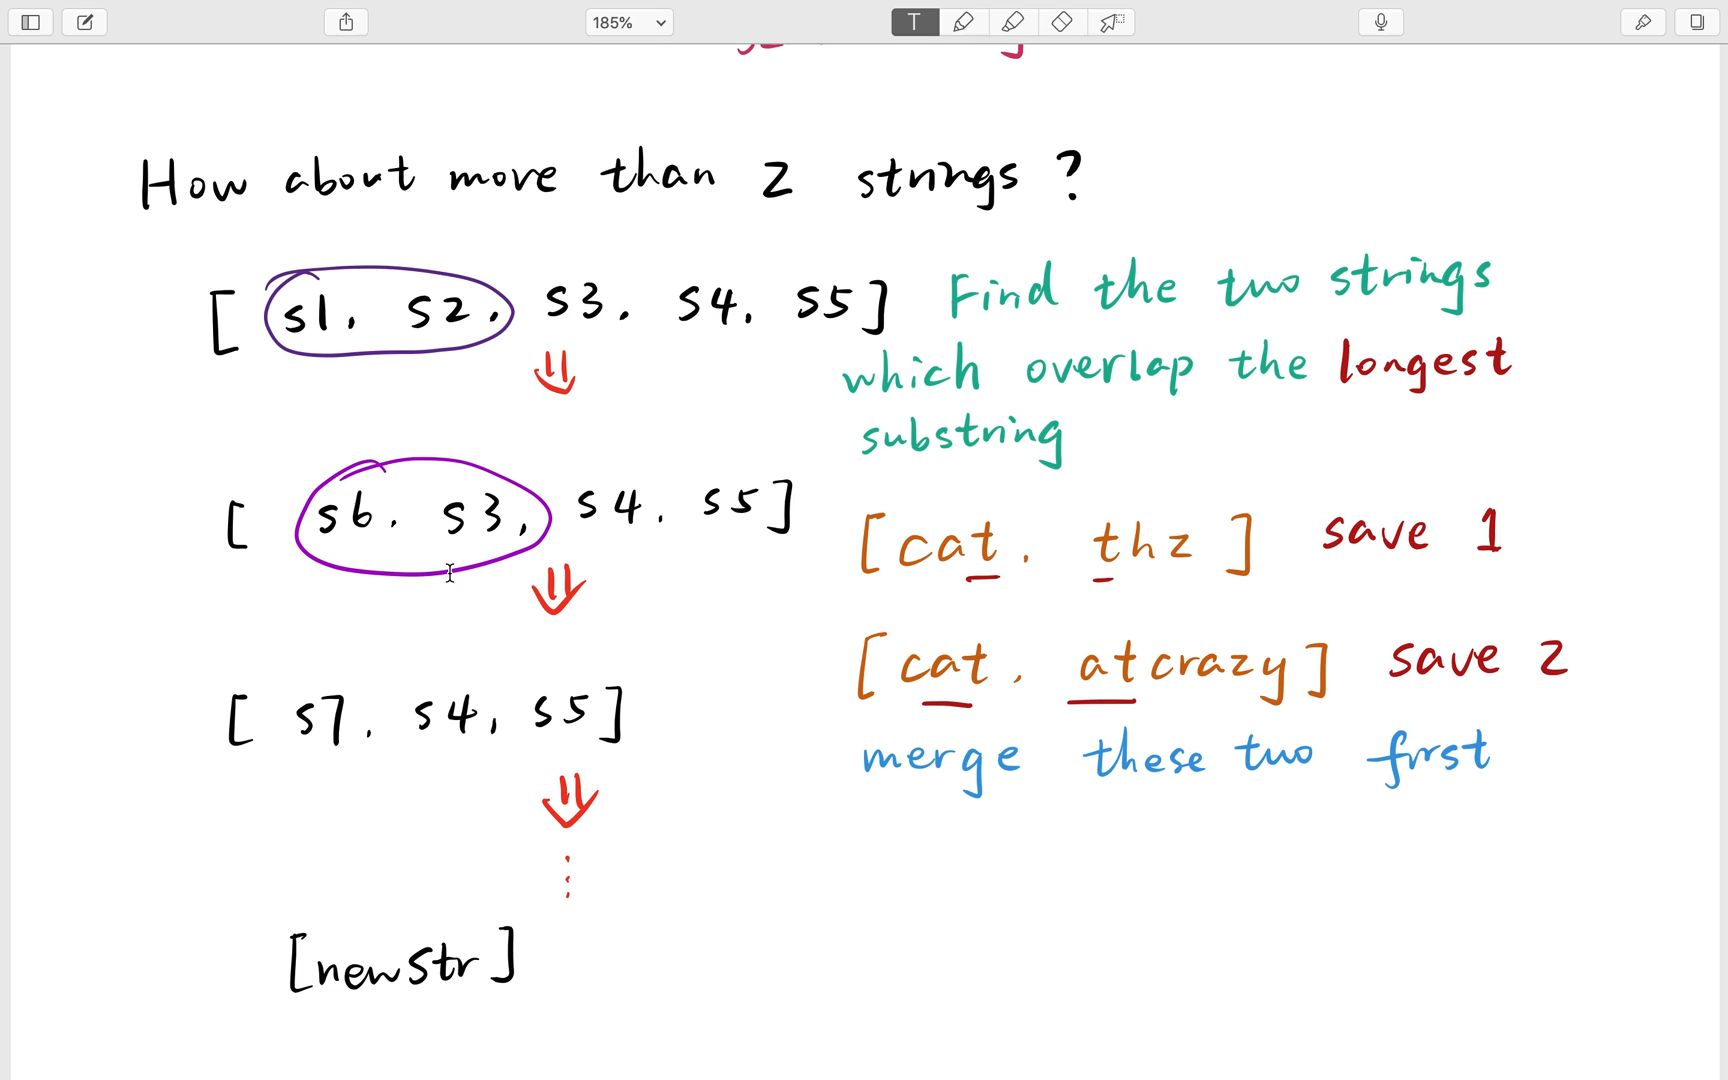 185%
T
How about more than 2 strings ?
[ s1, s2, s3, s4, s5 ]
Find the two strings
which overlap the longest
substring
[ s6, s3, s4, s5 ]
[ cat, thz ] save 1
[ cat, atcrazy ] save 2
[ s7, s4, s5 ]
merge these two first
[ newstr ]